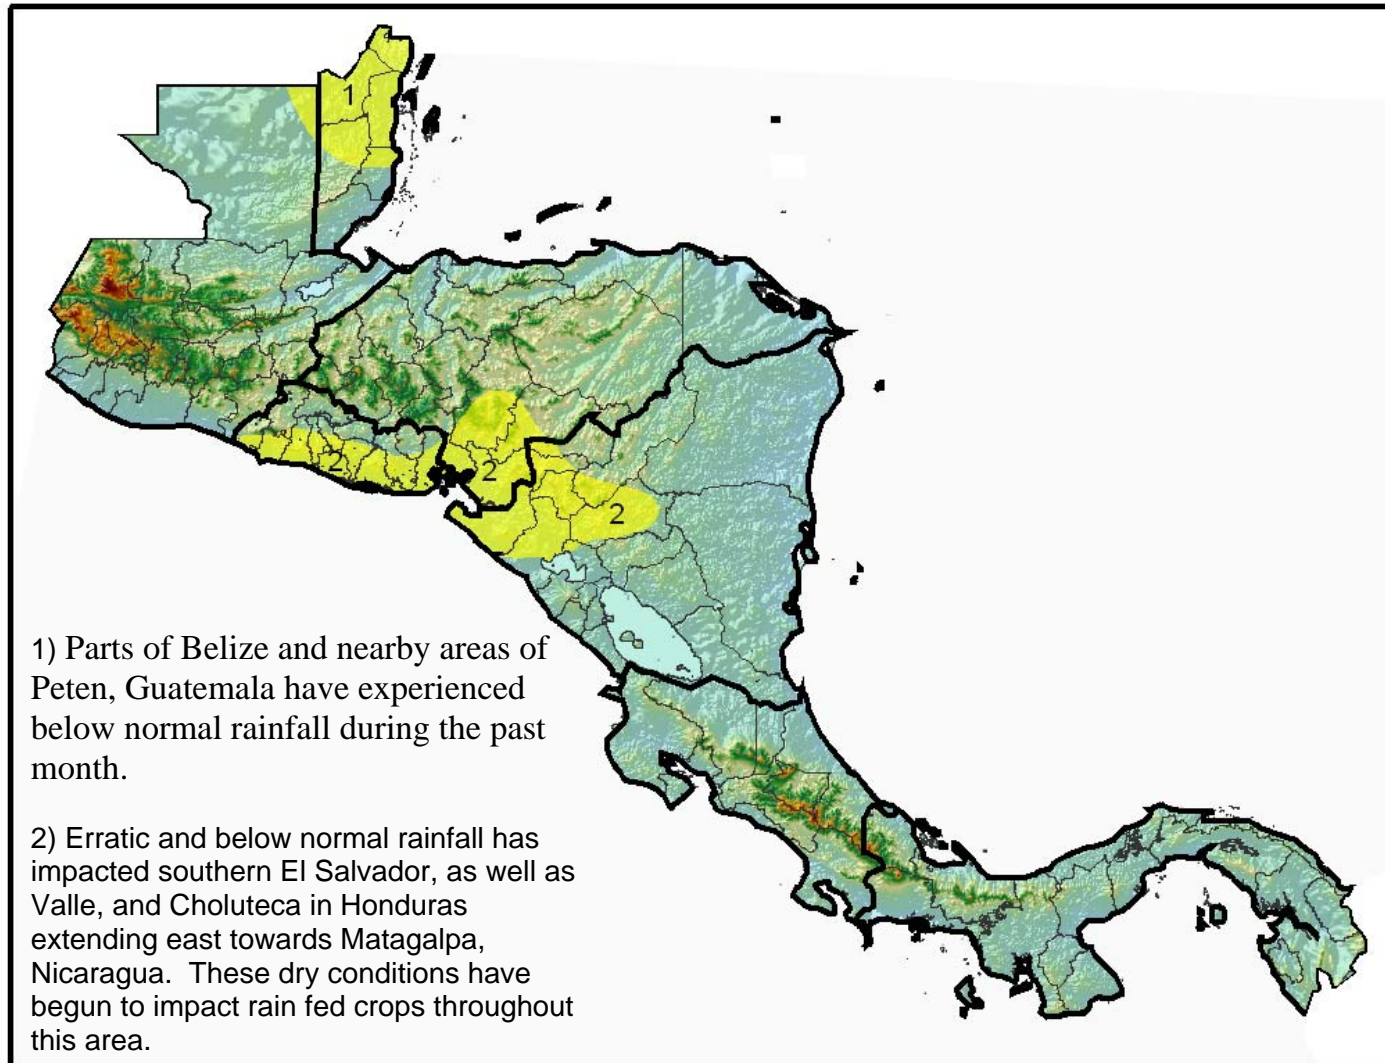 1
2
2
2
1) Parts of Belize and nearby areas of
Peten, Guatemala have experienced
below normal rainfall during the past
month.
2) Erratic and below normal rainfall has
impacted southern El Salvador, as well as
Valle, and Choluteca in Honduras
extending east towards Matagalpa,
Nicaragua.  These dry conditions have
begun to impact rain fed crops throughout
this area.